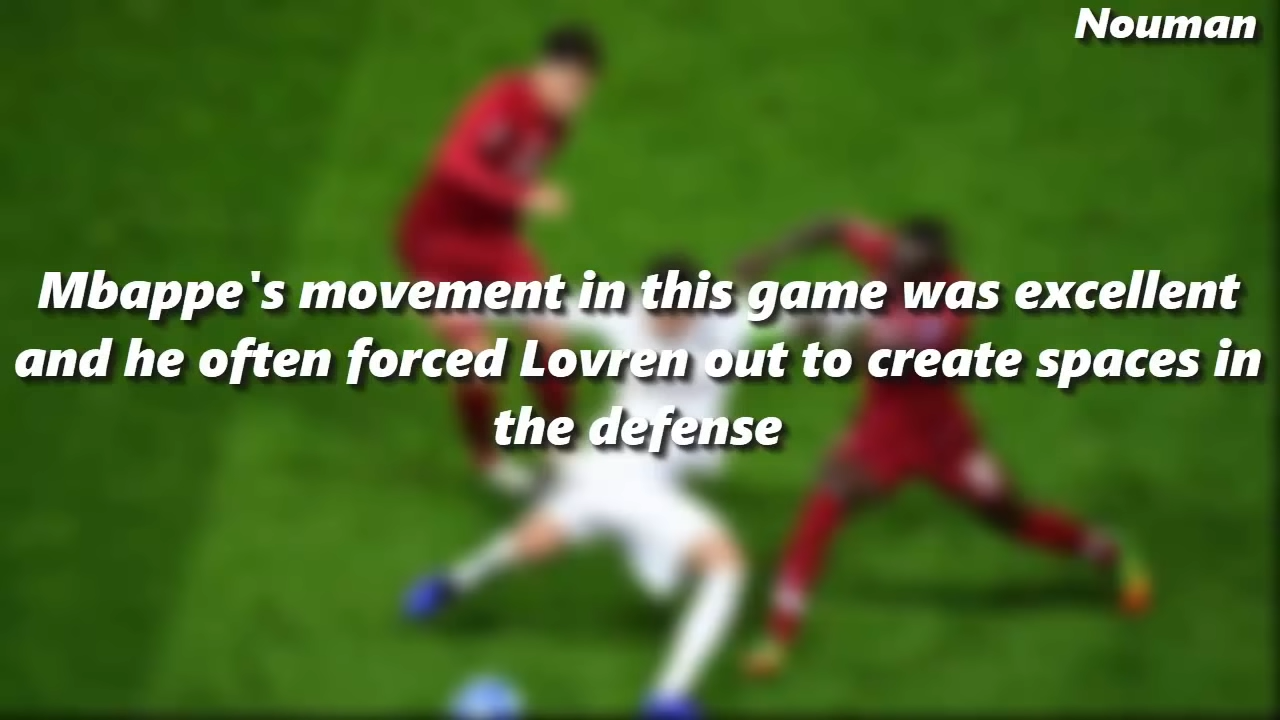 Nouman
Mbappe's movement in this game was excellent
and he often forced Lovren out to create spaces in
the defense